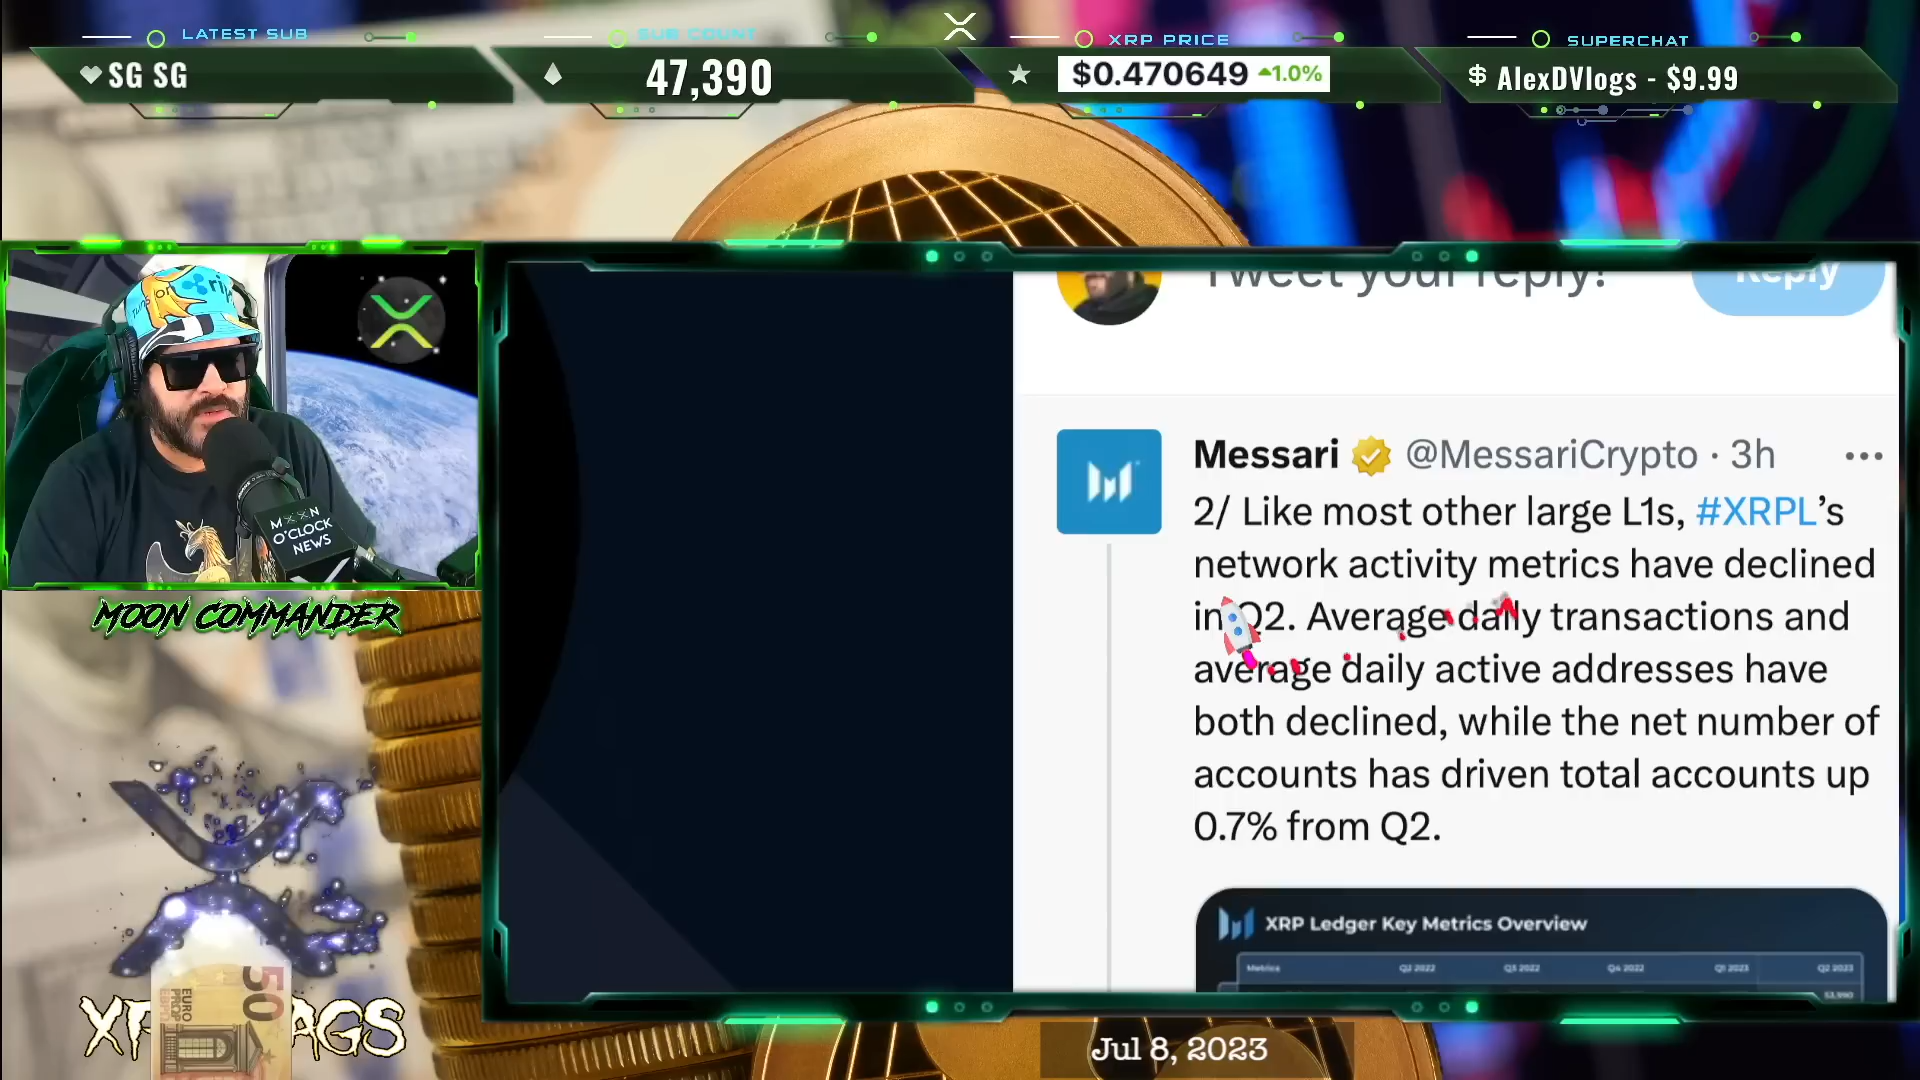 LATEST SUB
SUB COUNT
XRP PRICE
SUPERCHAT
SG SG
47,390
$0.470649 1.0%
$ AlexDVlogs - $9.99
Tweet your reply!
Reply
Messari @MessariCrypto · 3h
2/ Like most other large L1s, #XRPL’s
network activity metrics have declined
in Q2. Average daily transactions and
average daily active addresses have
both declined, while the net number of
accounts has driven total accounts up
0.7% from Q2.
XRP Ledger Key Metrics Overview
Metrics Q2 2022 Q3 2022 Q4 2022 Q1 2023 Q2 2023
MOON
O'CLOCK
NEWS
MOON COMMANDER
50
EURO
Jul 8, 2023